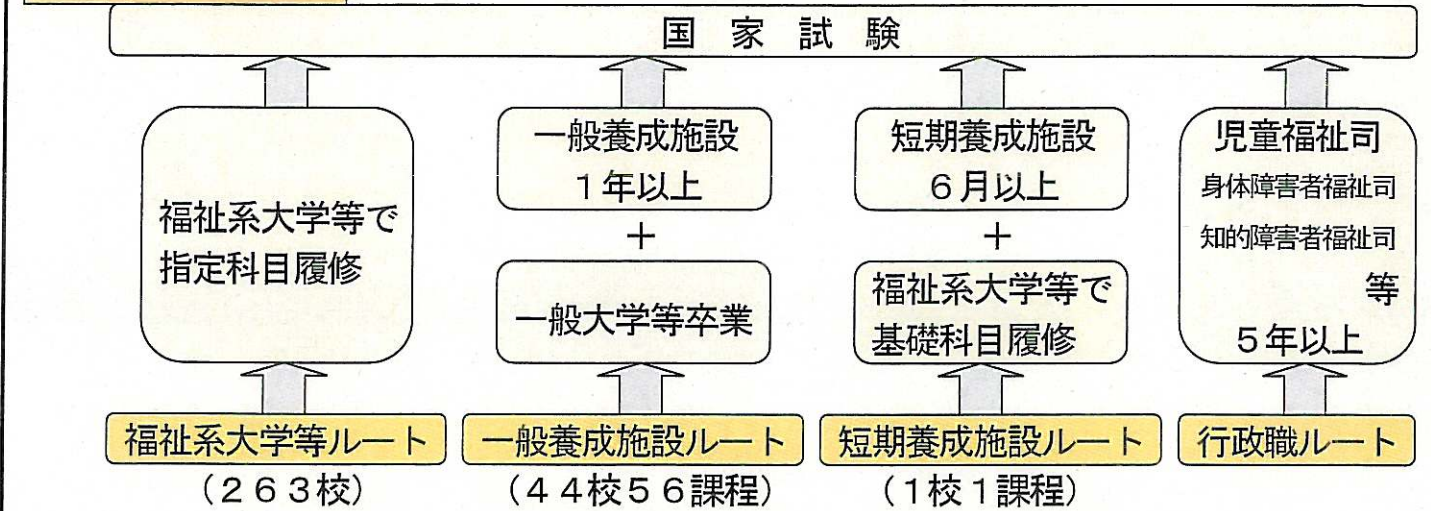 国家試験
福祉系大学等で
指定科目履修
一般養成施設
１年以上
＋
一般大学等卒業
短期養成施設
６月以上
＋
福祉系大学等で
基礎科目履修
児童福祉司
身体障害者福祉司
知的障害者福祉司
等
５年以上
福祉系大学等ルート
（２６３校）
一般養成施設ルート
（４４校５６課程）
短期養成施設ルート
（１校１課程）
行政職ルート